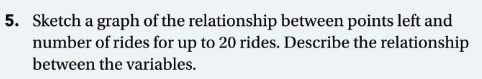 5. Sketch a graph of the relationship between points left and
number of rides for up to 20 rides. Describe the relationship
between the variables.